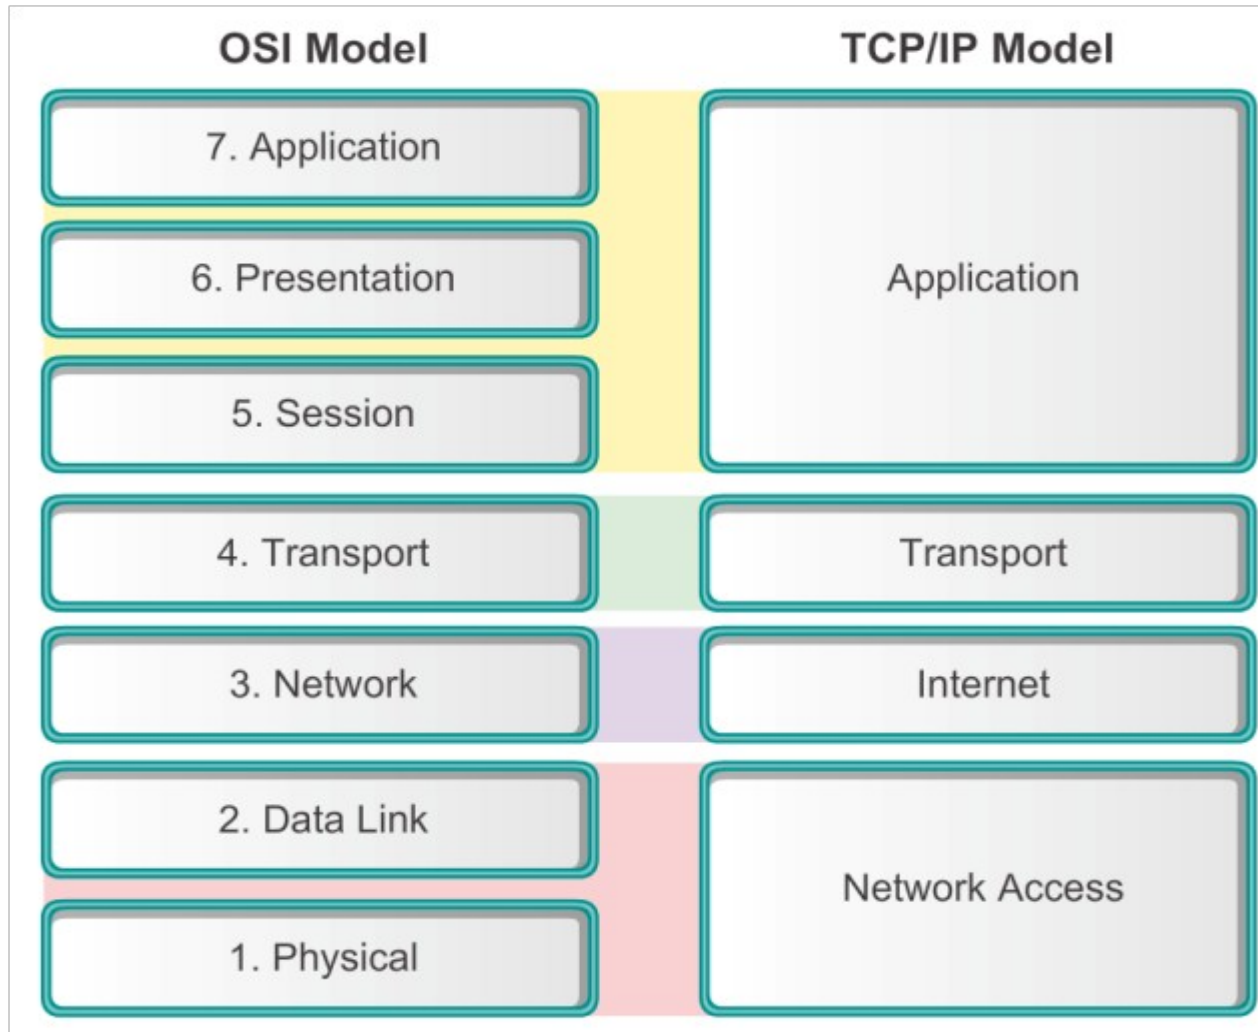 OSI Model
TCP/IP Model
7. Application
6. Presentation
5. Session
Application
4. Transport
Transport
3. Network
Internet
2. Data Link
1. Physical
Network Access